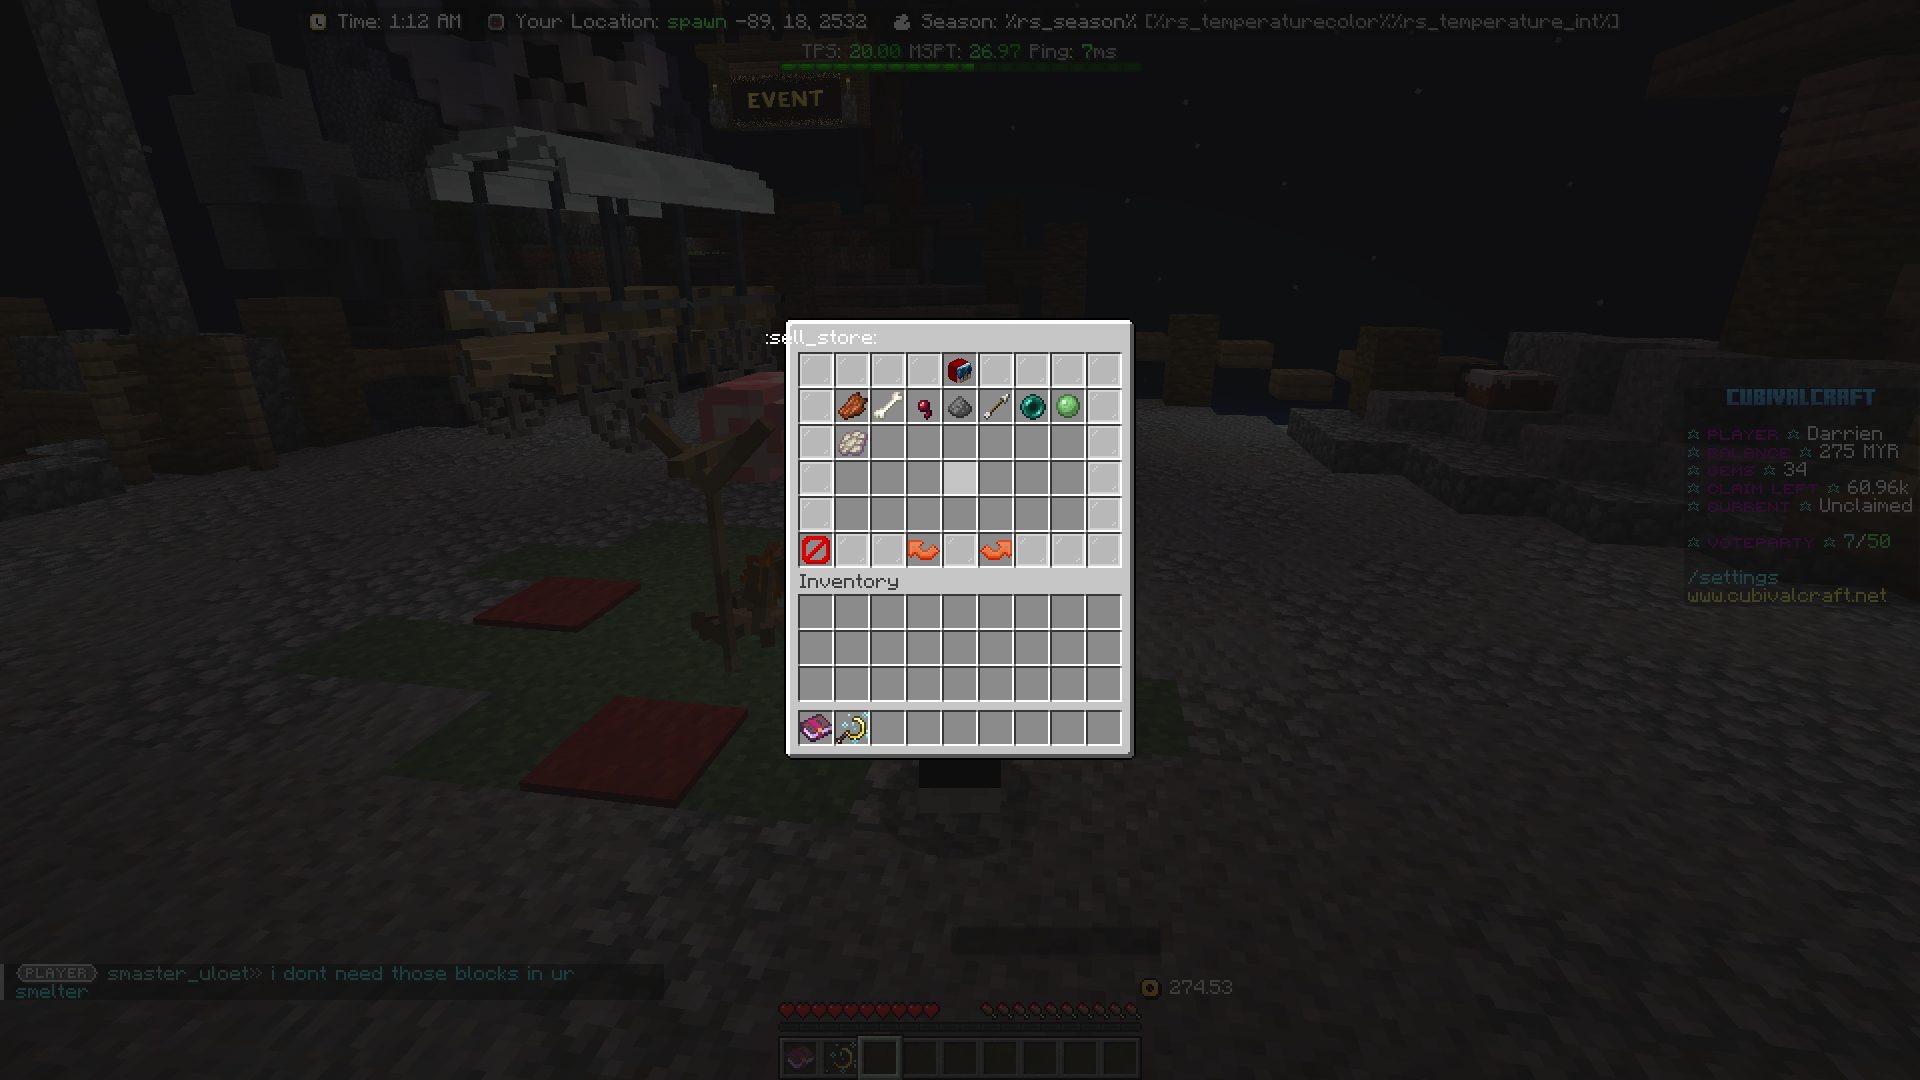 Time: 1:12 AM Your Location: spawn -89, 18, 2532 Season: %rs_season% [%rs_temperaturecolor%%rs_temperature_int%]
TPS: 20.00 MSPT: 26.97 Ping: 7ms
EVENT
:sell_store:
Inventory
CUBIVALCRAFT
☆ PLAYER ☆ Darrien
☆ BALANCE ☆ 275 MYR
☆ GEMS ☆ 34
☆ CLAIM LEFT ☆ 60.96k
☆ CURRENT ☆ Unclaimed
☆ VOTEPARTY ☆ 7/50
/settings
www.cubivalcraft.net
PLAYER smaster_uloet» i dont need those blocks in ur
smelter
274.53